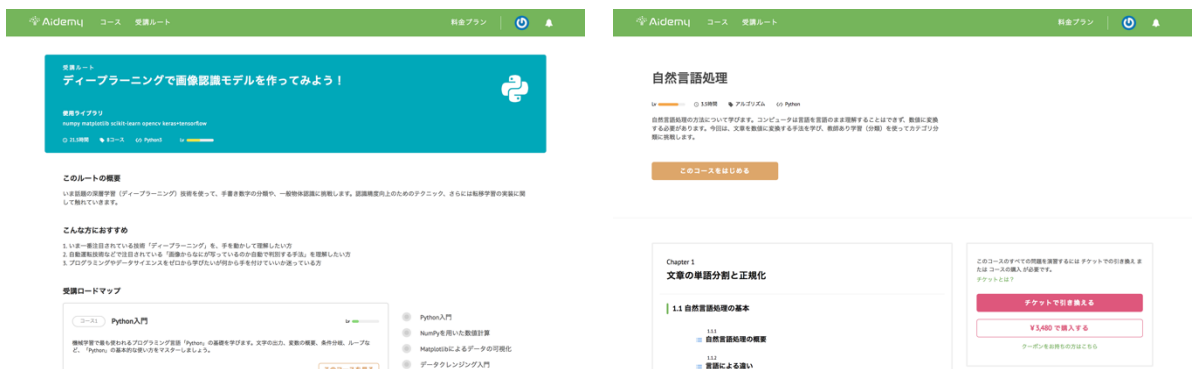 Aidemy コース 受講ルート 料金プラン
受講ルート
ディープラーニングで画像認識モデルを作ってみよう！
使用ライブラリ
numpy matplotlib scikit-learn opencv keras+tensorflow
8コース Python3 Lv
このルートの概要
いま話題の深層学習（ディープラーニング）技術を使って、手書き数字の分類や、一般物体認識に挑戦します。認識精度向上のためのテクニック、さらには転移学習の実装に関
して触れていきます。
こんな方におすすめ
1. いま一番注目されている技術「ディープラーニング」を、手を動かして理解したい方
2. 自動運転技術などで注目されている「画像からなにが写っているのか自動で判別する手法」を理解したい方
3. プログラミングやデータサイエンスをゼロから学びたいが何から手を付けていいか迷っている方
受講ロードマップ
コース1 Python入門 Lv
機械学習で最も使われるプログラミング言語「Python」の基礎を学びます。文字の出力、変数の概要、条件分岐、ループな
ど、「Python」の基本的な使い方をマスターしましょう。
このコースを見る
Python入門
NumPyを用いた数値計算
Matplotlibによるデータの可視化
データクレンジング入門
Aidemy コース 受講ルート 料金プラン
自然言語処理
Lv 3.5時間 アルゴリズム Python
自然言語処理の方法について学びます。コンピュータは言語を言語のまま理解することはできず、数値に変換
する必要があります。今回は、文章を数値に変換する手法を学び、教師あり学習（分類）を使ってカテゴリ分
類に挑戦します。
このコースをはじめる
Chapter 1
文章の単語分割と正規化
1.1 自然言語処理の基本
1.1.1
自然言語処理の概要
1.1.2
言語による違い
このコースのすべての問題を演習するには チケットでの引き換え ま
たは コースの購入 が必要です。
チケットとは？
チケットで引き換える
¥3,480 で購入する
クーポンをお持ちの方はこちら